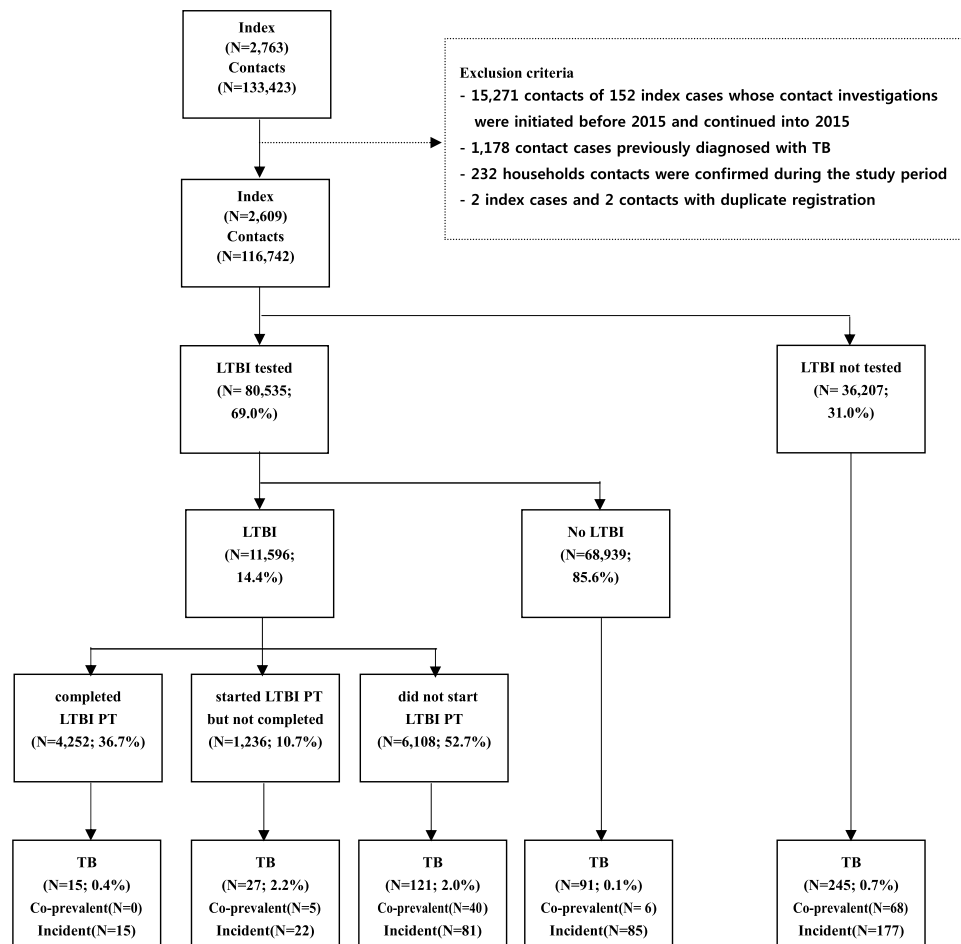 Index
(N=2,763)
Contacts
(N=133,423)
Exclusion criteria
- 15,271 contacts of 152 index cases whose contact investigations
were initiated before 2015 and continued into 2015
- 1,178 contact cases previously diagnosed with TB
- 232 households contacts were confirmed during the study period
- 2 index cases and 2 contacts with duplicate registration
Index
(N=2,609)
Contacts
(N=116,742)
LTBI tested
(N= 80,535;
69.0%)
LTBI not tested
(N= 36,207;
31.0%)
LTBI
(N=11,596;
14.4%)
No LTBI
(N=68,939;
85.6%)
completed
LTBI PT
(N=4,252; 36.7%)
started LTBI PT
but not completed
(N=1,236; 10.7%)
did not start
LTBI PT
(N=6,108; 52.7%)
TB
(N=15; 0.4%)
Co-prevalent(N=0)
Incident(N=15)
TB
(N=27; 2.2%)
Co-prevalent(N=5)
Incident(N=22)
TB
(N=121; 2.0%)
Co-prevalent(N=40)
Incident(N=81)
TB
(N=91; 0.1%)
Co-prevalent(N= 6)
Incident(N=85)
TB
(N=245; 0.7%)
Co-prevalent(N=68)
Incident(N=177)